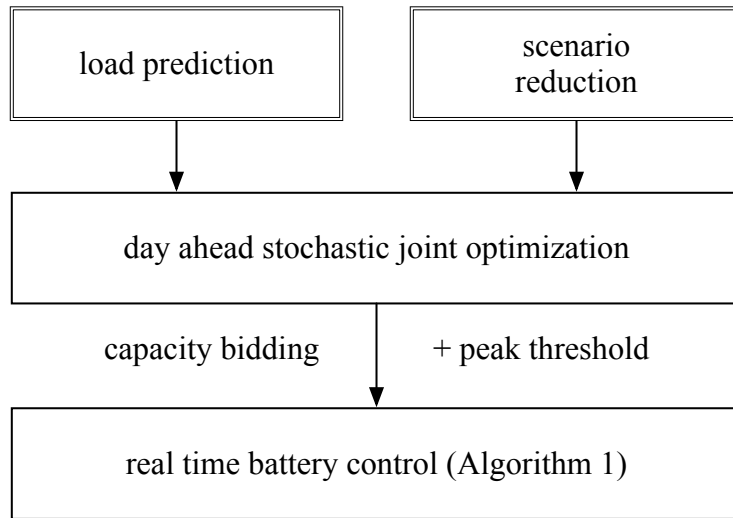 load prediction
scenario
reduction
day ahead stochastic joint optimization
capacity bidding + peak threshold
real time battery control (Algorithm 1)